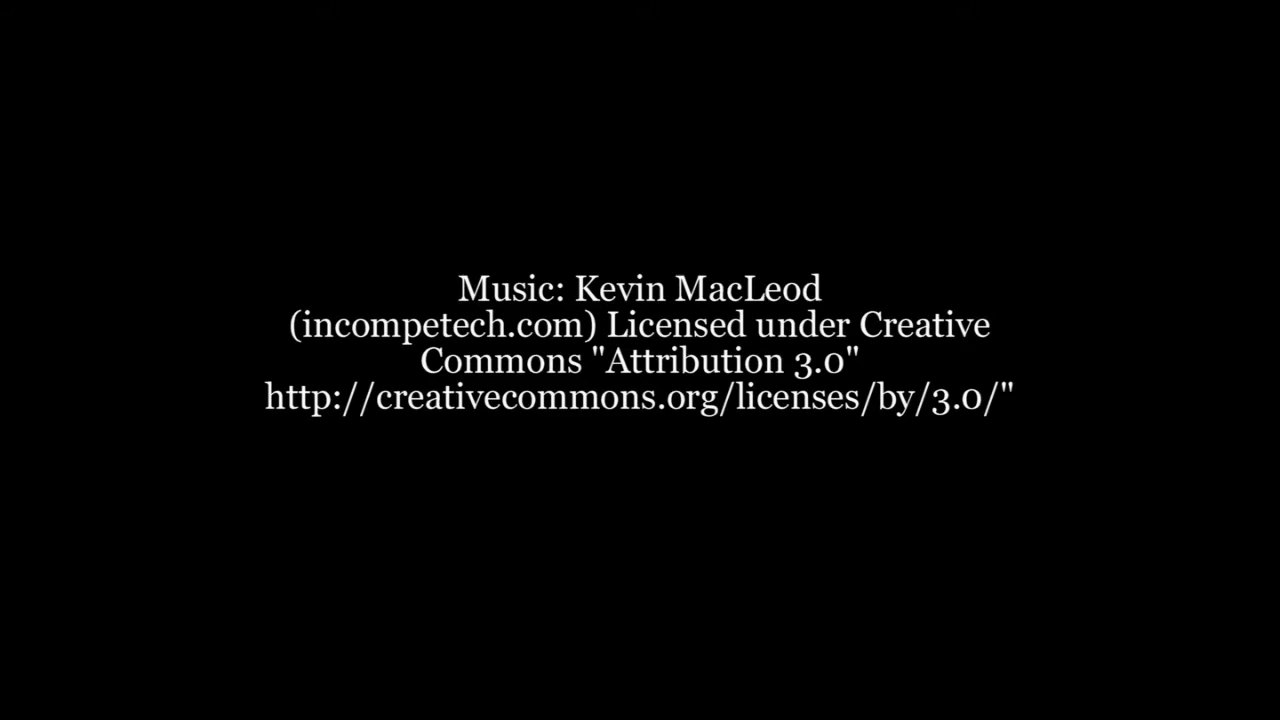 Music: Kevin MacLeod
(incompetech.com) Licensed under Creative
Commons "Attribution 3.0"
http://creativecommons.org/licenses/by/3.0/"